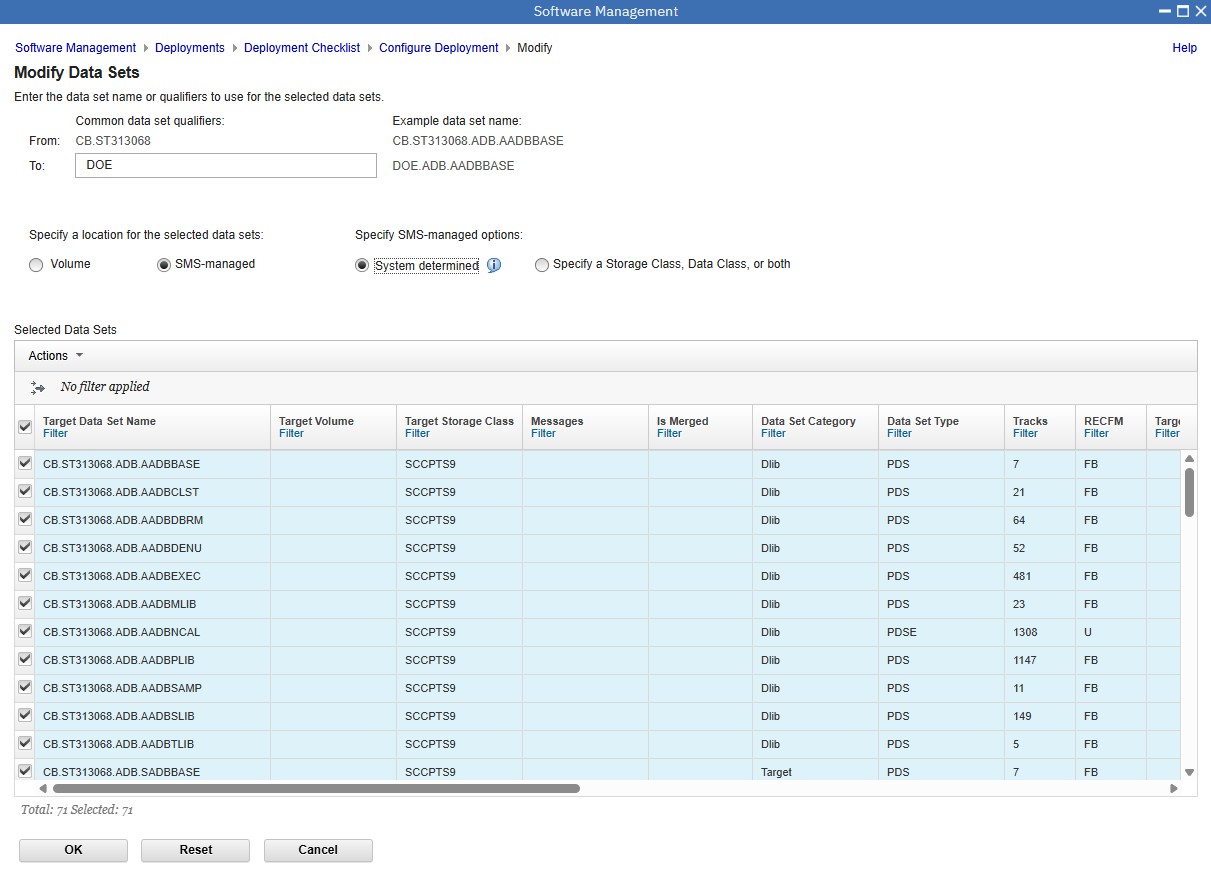 Software Management
Software Management Deployments Deployment Checklist Configure Deployment Modify Help
Modify Data Sets
Enter the data set name or qualifiers to use for the selected data sets.
Common data set qualifiers: Example data set name:
From: CB.ST313068 CB.ST313068.ADB.AADBBASE
To: DOE DOE.ADB.AADBBASE
Specify a location for the selected data sets: Specify SMS-managed options:
Volume SMS-managed System determined Specify a Storage Class, Data Class, or both
Selected Data Sets
Actions
No filter applied
Target Data Set Name Target Volume Target Storage Class Messages Is Merged Data Set Category Data Set Type Tracks RECFM Targe
Filter Filter Filter Filter Filter Filter Filter Filter Filter Filter
CB.ST313068.ADB.AADBBASE SCCPTS9 Dlib PDS 7 FB
CB.ST313068.ADB.AADBCLST SCCPTS9 Dlib PDS 21 FB
CB.ST313068.ADB.AADBDBRM SCCPTS9 Dlib PDS 64 FB
CB.ST313068.ADB.AADBDENU SCCPTS9 Dlib PDS 52 FB
CB.ST313068.ADB.AADBEXEC SCCPTS9 Dlib PDS 481 FB
CB.ST313068.ADB.AADBMLIB SCCPTS9 Dlib PDS 23 FB
CB.ST313068.ADB.AADBNCAL SCCPTS9 Dlib PDSE 1308 U
CB.ST313068.ADB.AADBPLIB SCCPTS9 Dlib PDS 1147 FB
CB.ST313068.ADB.AADBSAMP SCCPTS9 Dlib PDS 11 FB
CB.ST313068.ADB.AADBSLIB SCCPTS9 Dlib PDS 149 FB
CB.ST313068.ADB.AADBTLIB SCCPTS9 Dlib PDS 5 FB
CB.ST313068.ADB.SADBBASE SCCPTS9 Target PDS 7 FB
Total: 71 Selected: 71
OK Reset Cancel